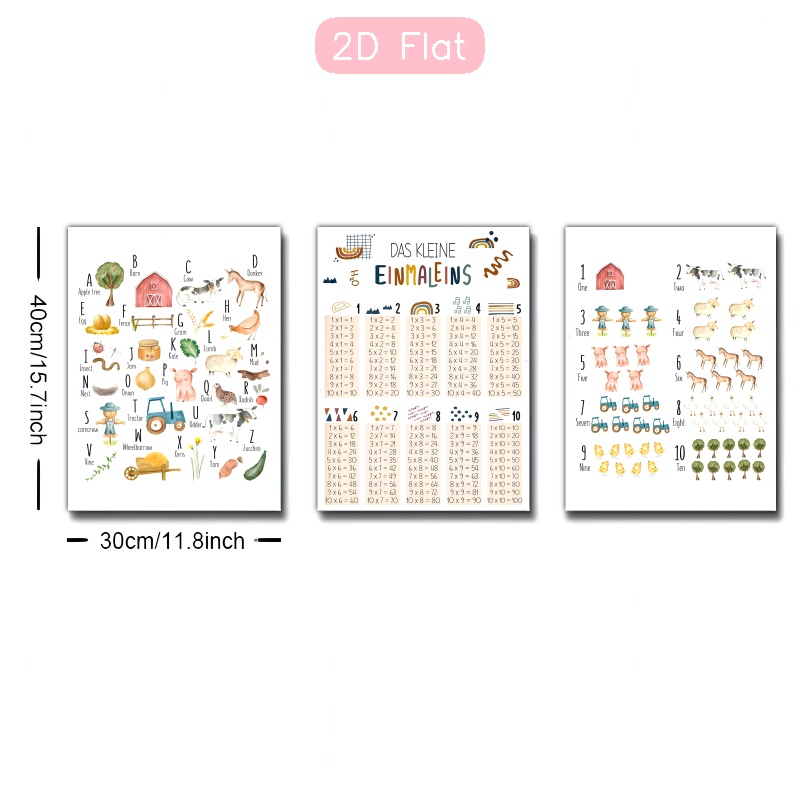 2D Flat
40cm/15.7inch
30cm/11.8inch
A
Apple tree
B
Barn
C
Cow
D
Donkey
E
Egg
F
Fence
G
Grain
H
Hen
I
Insect
J
Jam
K
Kale
L
Lamb
M
Mud
N
Nest
O
Onion
P
Pig
Q
Quail
R
Radish
S
carecrow
T
Tractor
U
Udder
V
Vine
W
Wheelbarrow
X
Y
Yam
Z
Zucchini
DAS KLEINE
EINMALEINS
H₂O
1 2 3 4 5
1 x 1 = 1 1 x 2 = 2 1 x 3 = 3 1 x 4 = 4 1 x 5 = 5
2 x 1 = 2 2 x 2 = 4 2 x 3 = 6 2 x 4 = 8 2 x 5 = 10
3 x 1 = 3 3 x 2 = 6 3 x 3 = 9 3 x 4 = 12 3 x 5 = 15
4 x 1 = 4 4 x 2 = 8 4 x 3 = 12 4 x 4 = 16 4 x 5 = 20
5 x 1 = 5 5 x 2 = 10 5 x 3 = 15 5 x 4 = 20 5 x 5 = 25
6 x 1 = 6 6 x 2 = 12 6 x 3 = 18 6 x 4 = 24 6 x 5 = 30
7 x 1 = 7 7 x 2 = 14 7 x 3 = 21 7 x 4 = 28 7 x 5 = 35
8 x 1 = 8 8 x 2 = 16 8 x 3 = 24 8 x 4 = 32 8 x 5 = 40
9 x 1 = 9 9 x 2 = 18 9 x 3 = 27 9 x 4 = 36 9 x 5 = 45
10 x 1 = 10 10 x 2 = 20 10 x 3 = 30 10 x 4 = 40 10 x 5 = 50
6 7 8 9 10
1 x 6 = 6 1 x 7 = 7 1 x 8 = 8 1 x 9 = 9 1 x 10 = 10
2 x 6 = 12 2 x 7 = 14 2 x 8 = 16 2 x 9 = 18 2 x 10 = 20
3 x 6 = 18 3 x 7 = 21 3 x 8 = 24 3 x 9 = 27 3 x 10 = 30
4 x 6 = 24 4 x 7 = 28 4 x 8 = 32 4 x 9 = 36 4 x 10 = 40
5 x 6 = 30 5 x 7 = 35 5 x 8 = 40 5 x 9 = 45 5 x 10 = 50
6 x 6 = 36 6 x 7 = 42 6 x 8 = 48 6 x 9 = 54 6 x 10 = 60
7 x 6 = 42 7 x 7 = 49 7 x 8 = 56 7 x 9 = 63 7 x 10 = 70
8 x 6 = 48 8 x 7 = 56 8 x 8 = 64 8 x 9 = 72 8 x 10 = 80
9 x 6 = 54 9 x 7 = 63 9 x 8 = 72 9 x 9 = 81 9 x 10 = 90
10 x 6 = 60 10 x 7 = 70 10 x 8 = 80 10 x 9 = 90 10 x 10 = 100
1
One
2
Two
3
Three
4
Four
5
Five
6
Six
7
Seven
8
Eight
9
Nine
10
Ten